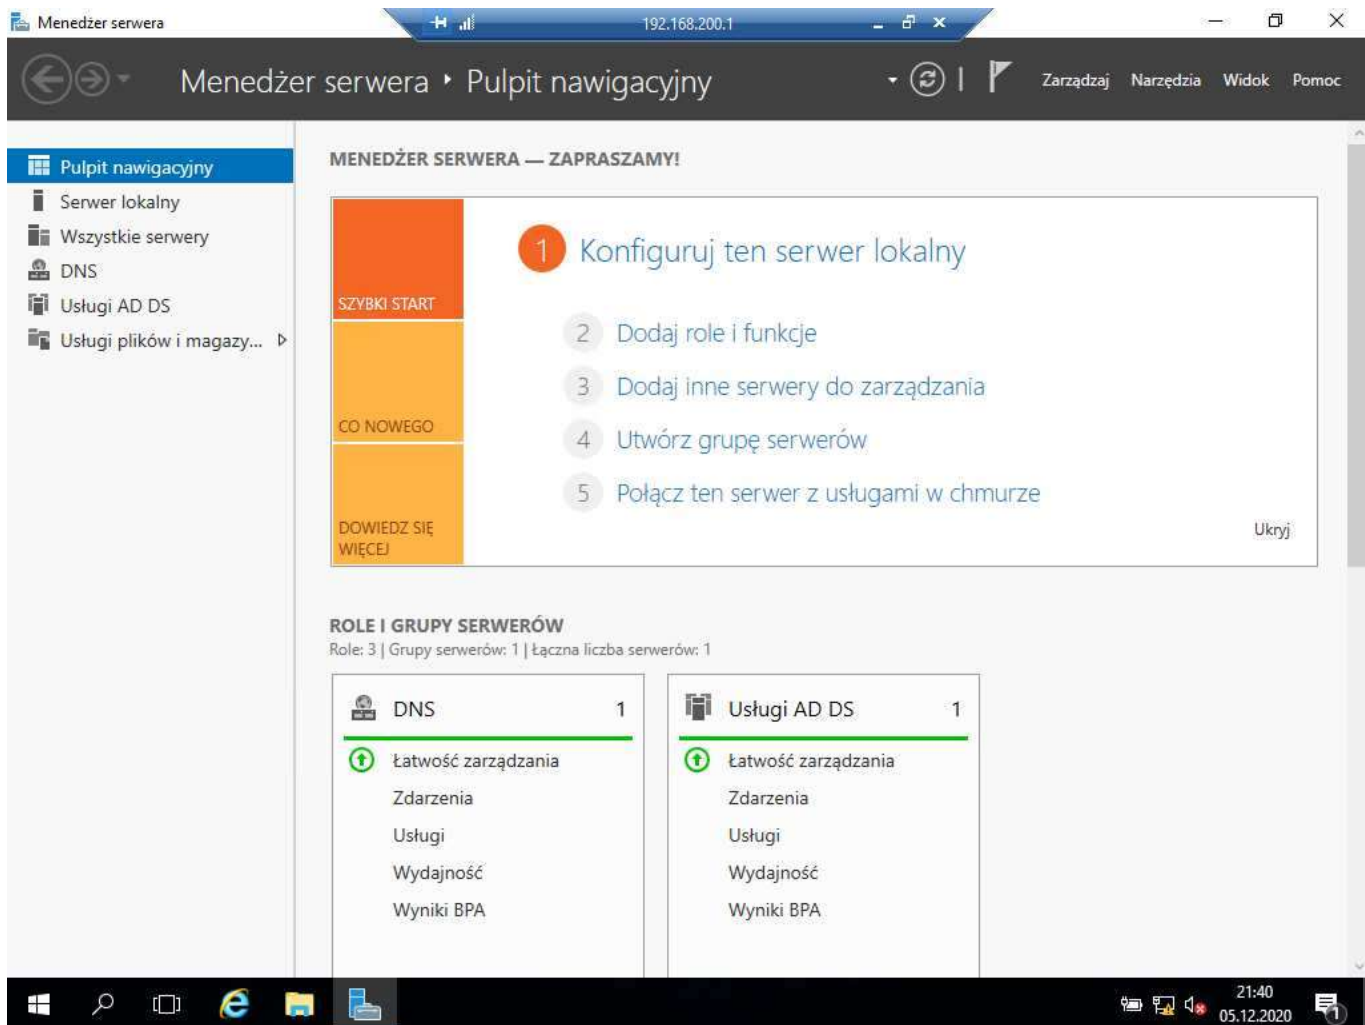 Menedżer serwera
192.168.200.1
Menedżer serwera
Pulpit nawigacyjny
Zarządzaj
Narzędzia
Widok
Pomoc
Pulpit nawigacyjny
Serwer lokalny
Wszystkie serwery
DNS
Usługi AD DS
Usługi plików i magazy...
MENEDŻER SERWERA — ZAPRASZAMY!
SZYBKI START
CO NOWEGO
DOWIEDZ SIĘ
WIĘCEJ
1 Konfiguruj ten serwer lokalny
2 Dodaj role i funkcje
3 Dodaj inne serwery do zarządzania
4 Utwórz grupę serwerów
5 Połącz ten serwer z usługami w chmurze
Ukryj
ROLE I GRUPY SERWERÓW
Role: 3 | Grupy serwerów: 1 | Łączna liczba serwerów: 1
DNS 1
Łatwość zarządzania
Zdarzenia
Usługi
Wydajność
Wyniki BPA
Usługi AD DS 1
Łatwość zarządzania
Zdarzenia
Usługi
Wydajność
Wyniki BPA
21:40
05.12.2020
1